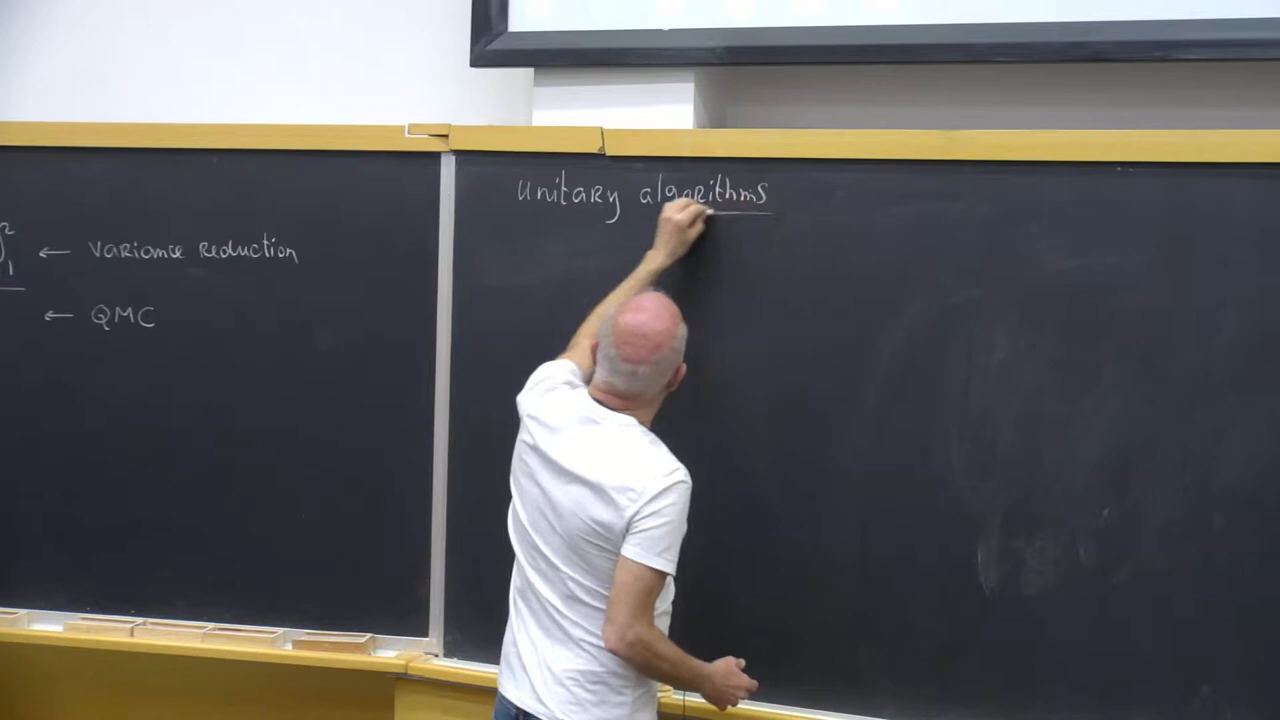 ← variance reduction
← QMC
unitary algorithms